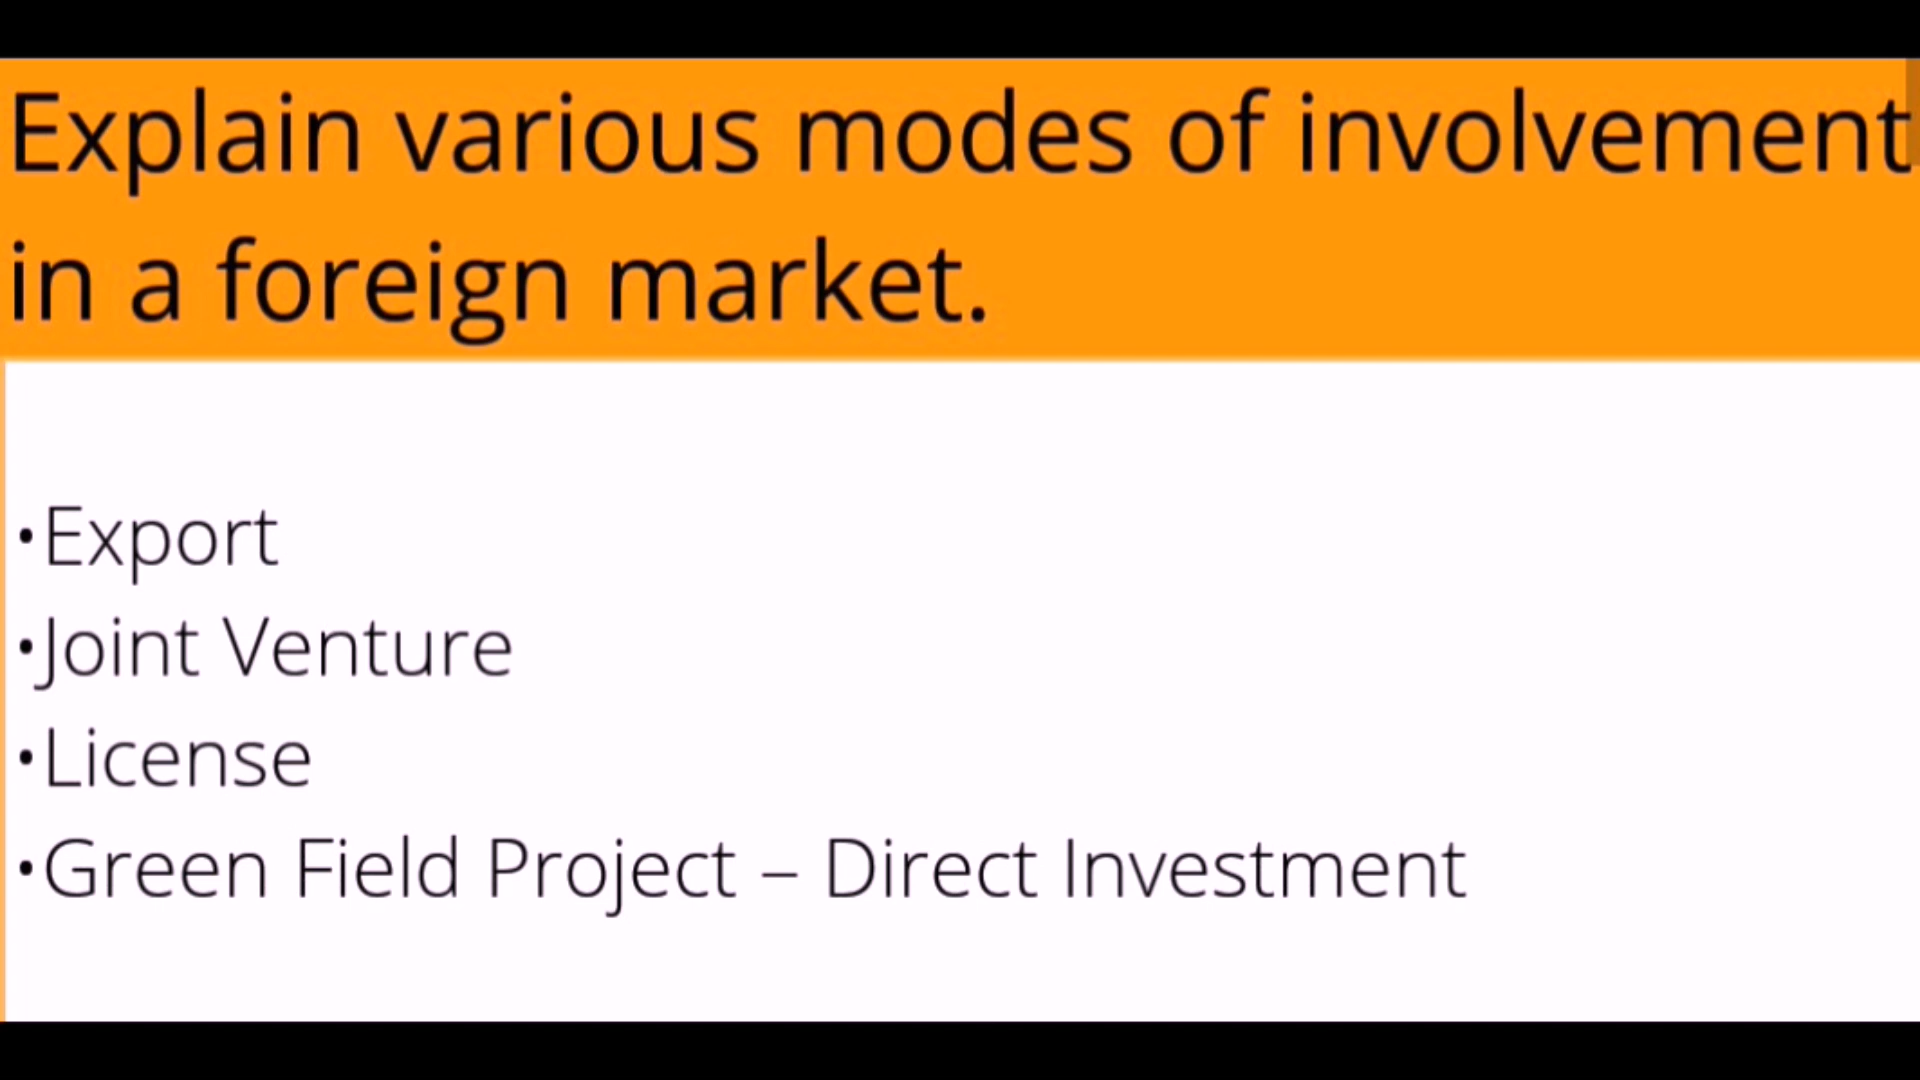 Explain various modes of involvement
in a foreign market.
•Export
•Joint Venture
•License
•Green Field Project – Direct Investment